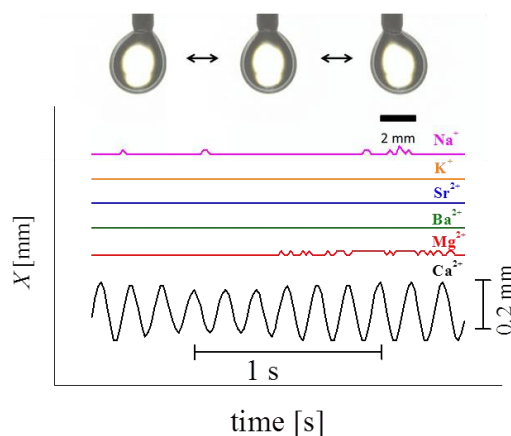 2 mm
Na⁺
K⁺
Sr²⁺
Ba²⁺
Mg²⁺
Ca²⁺
X [mm]
0.2 mm
1 s
time [s]